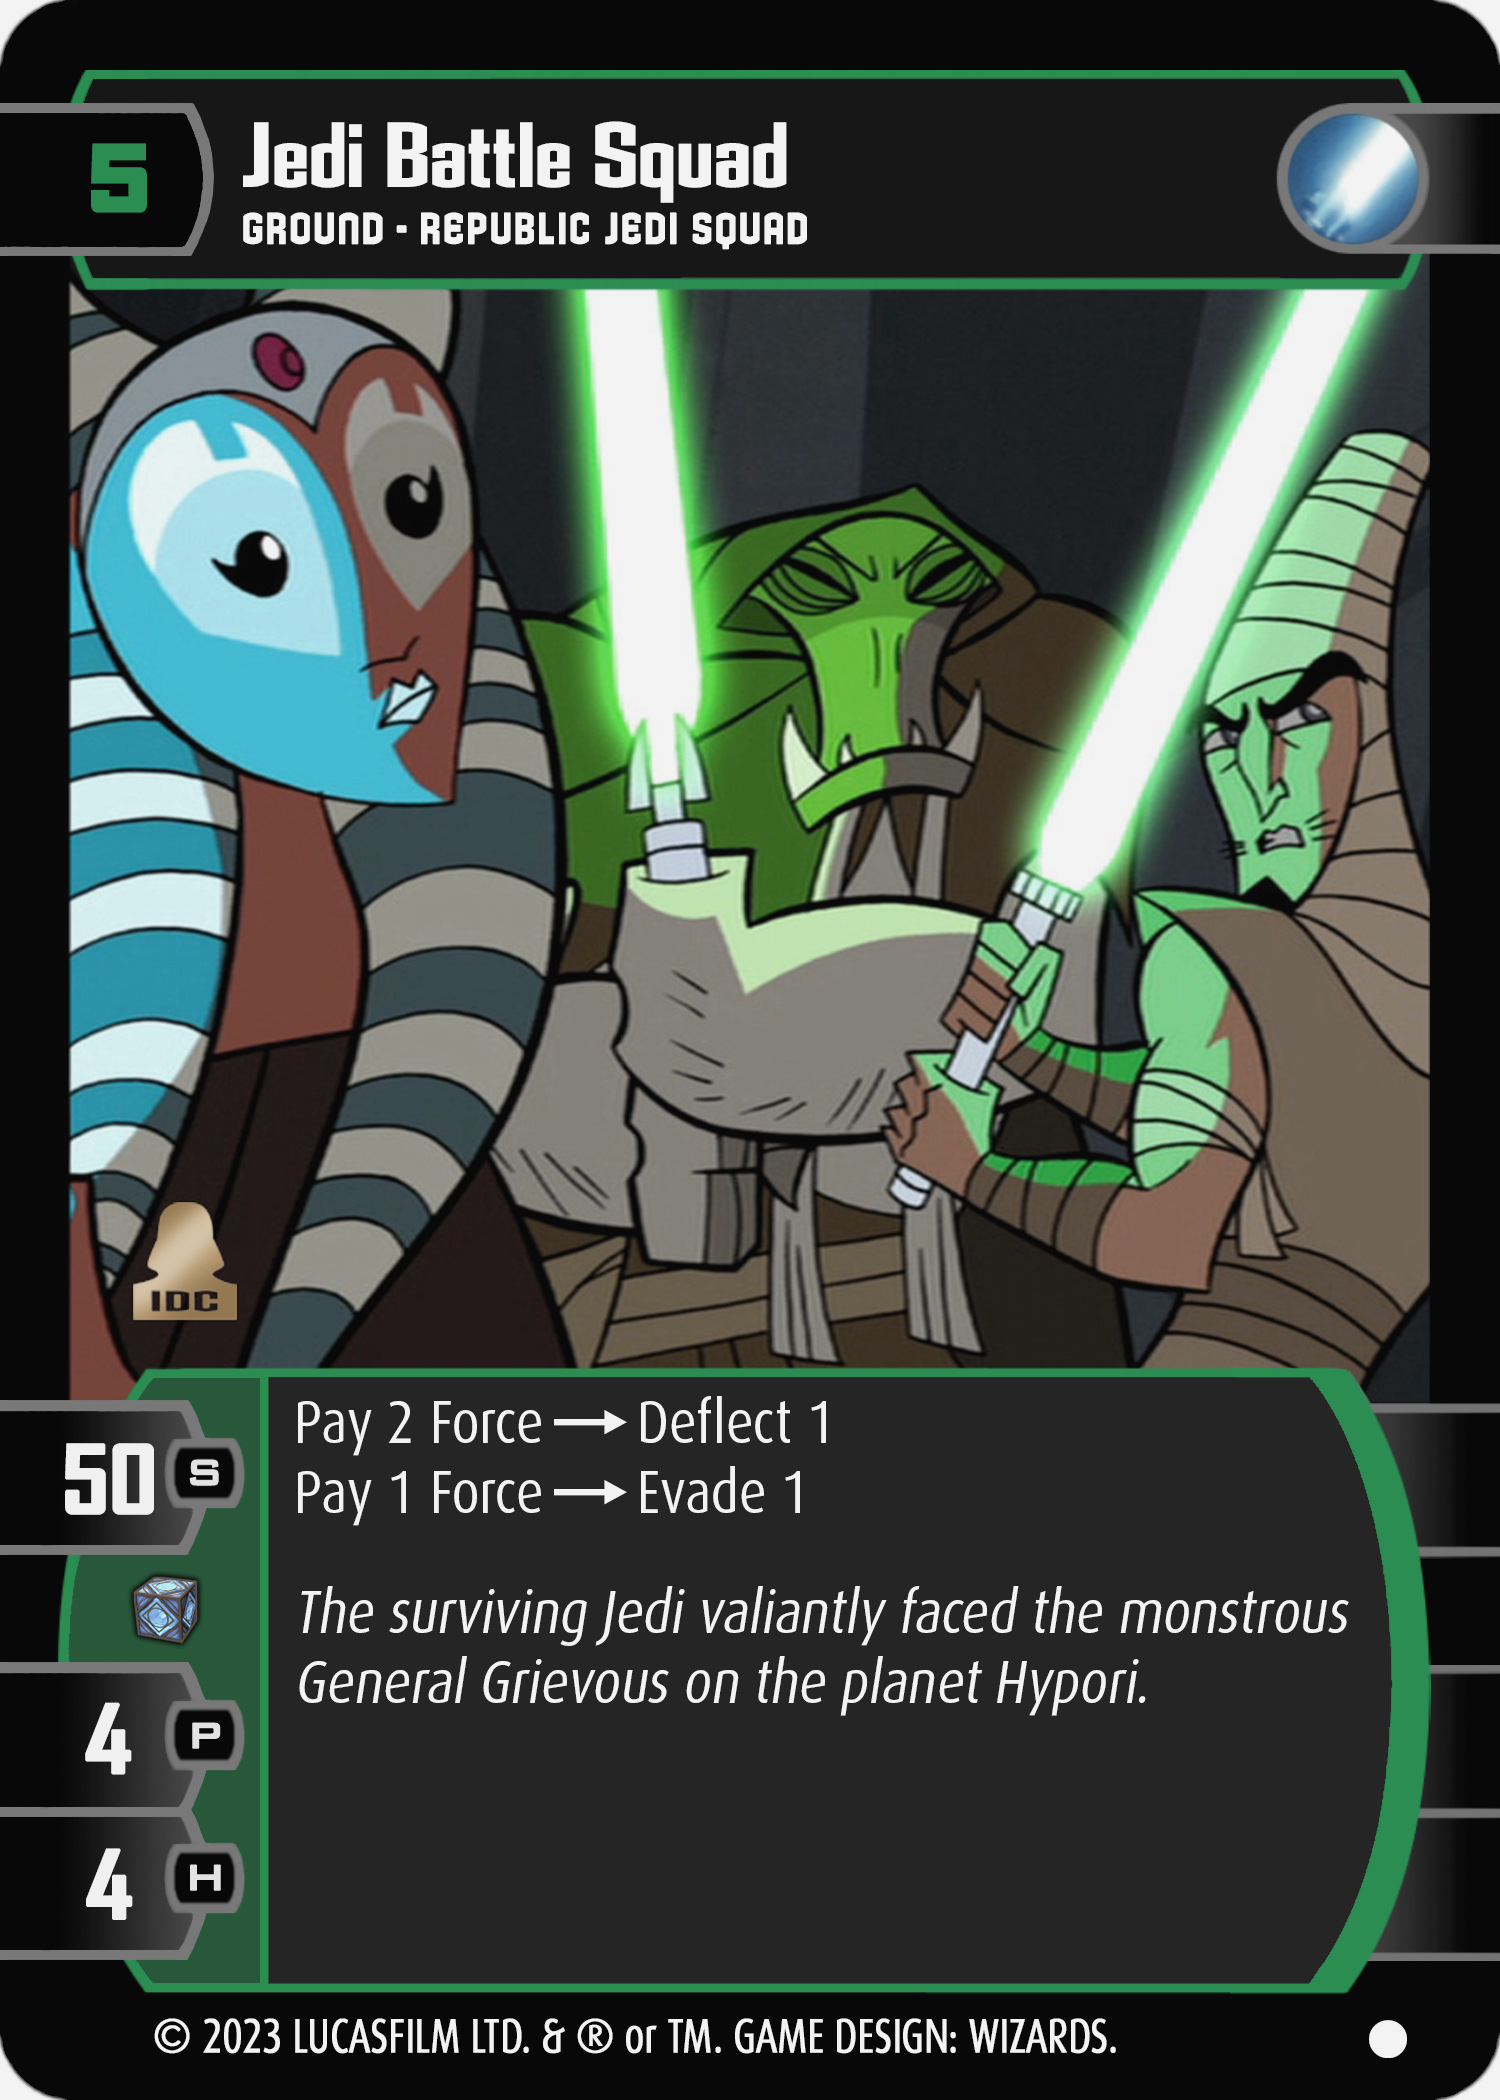 5
Jedi Battle Squad
GROUND - REPUBLIC JEDI SQUAD
IDC
50 S
Pay 2 Force → Deflect 1
Pay 1 Force → Evade 1
The surviving Jedi valiantly faced the monstrous
General Grievous on the planet Hypori.
4 P
4 H
© 2023 LUCASFILM LTD. & ® or TM. GAME DESIGN: WIZARDS.